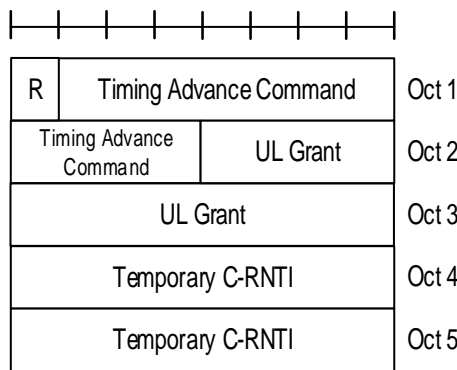 R Timing Advance Command Oct 1
Timing Advance
Command
UL Grant Oct 2
UL Grant Oct 3
Temporary C-RNTI Oct 4
Temporary C-RNTI Oct 5